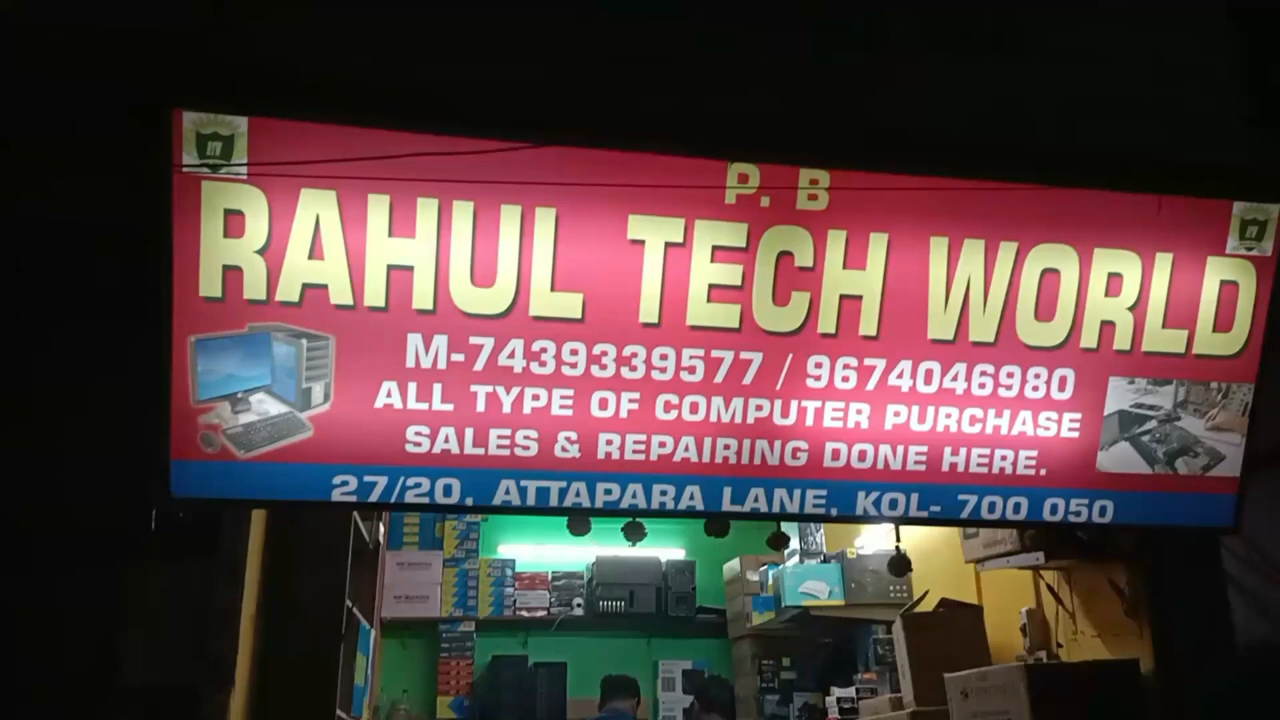 RTW
P. B
RAHUL TECH WORLD
M-7439339577 / 9674046980
ALL TYPE OF COMPUTER PURCHASE
SALES & REPAIRING DONE HERE.
27/20, ATTAPARA LANE, KOL- 700 050